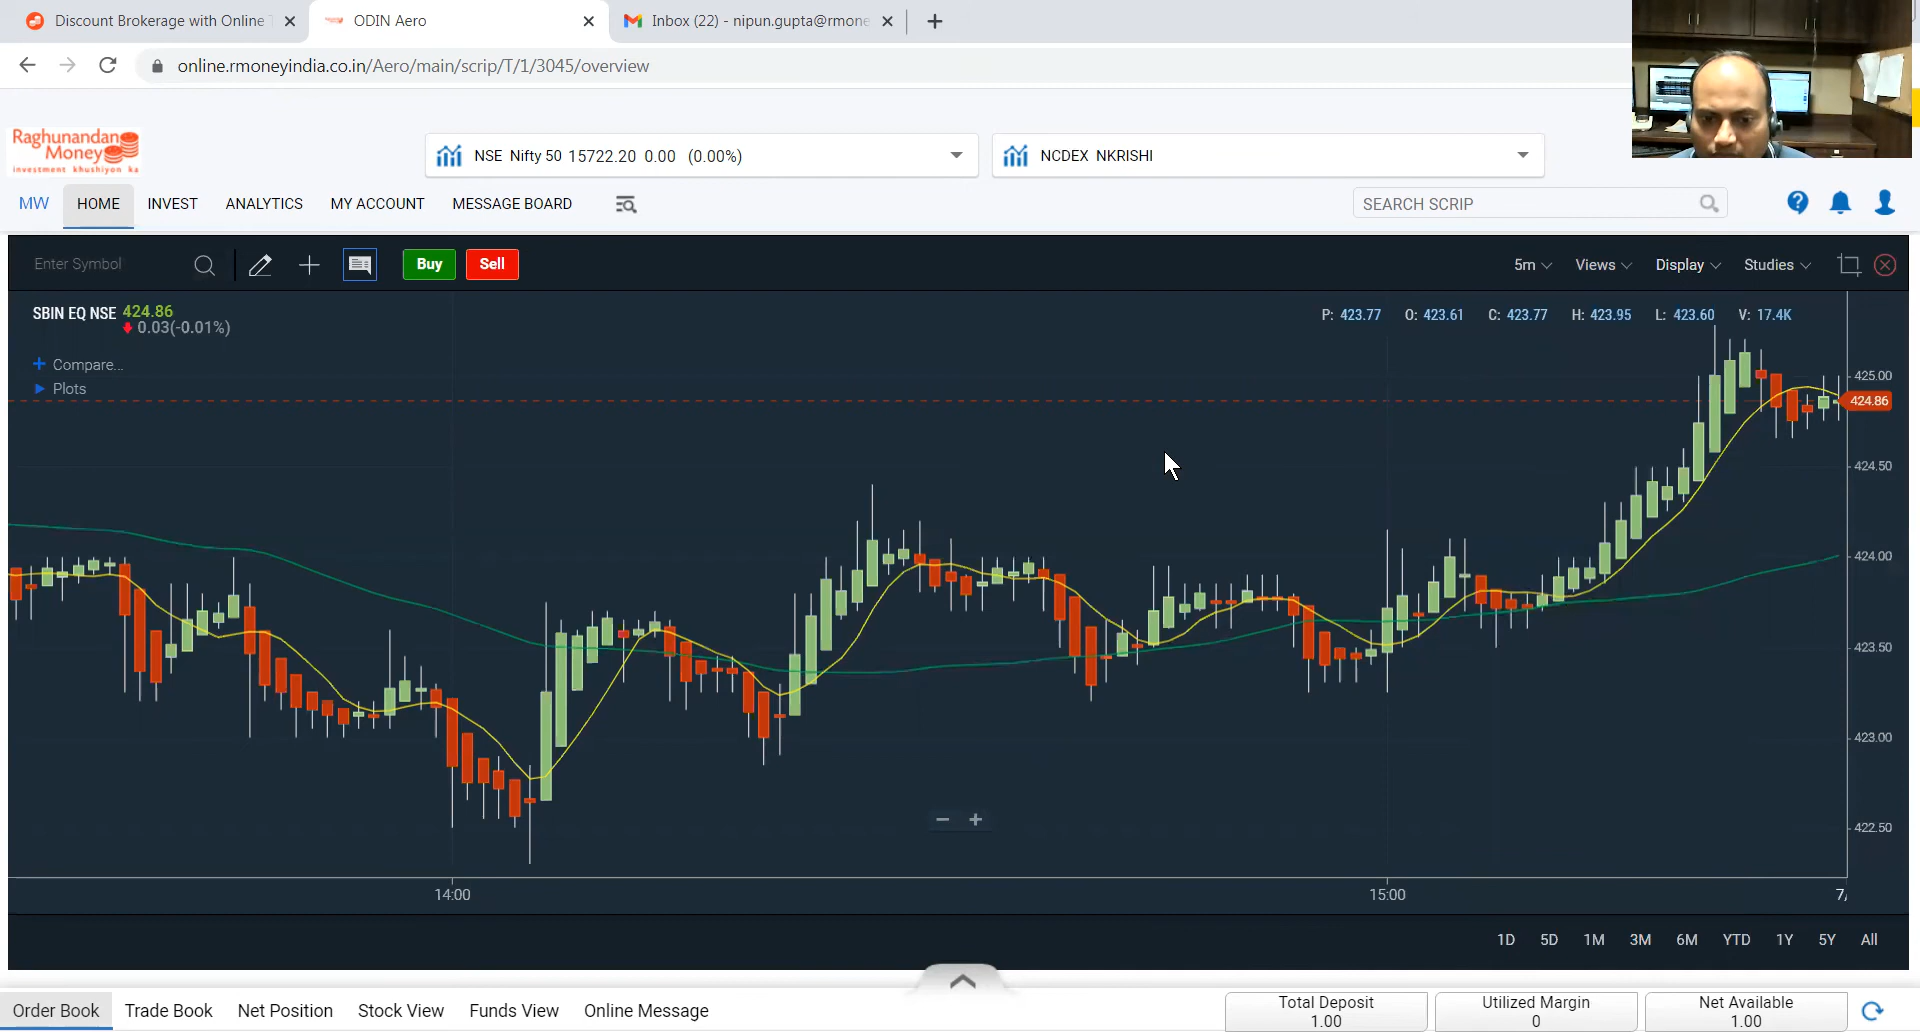 Discount Brokerage with Online
ODIN Aero
Inbox (22) - nipun.gupta@rmone
online.rmoneyindia.co.in/Aero/main/scrip/T/1/3045/overview
Raghunandan
Money
investment khushiyon ka
NSE Nifty 50 15722.20 0.00 (0.00%)
NCDEX NKRISHI
MW HOME INVEST ANALYTICS MY ACCOUNT MESSAGE BOARD
SEARCH SCRIP
Enter Symbol
Buy
Sell
5m Views Display Studies
SBIN EQ NSE 424.86
0.03(-0.01%)
P: 423.77 O: 423.61 C: 423.77 H: 423.95 L: 423.60 V: 17.4K
Compare...
Plots
425.00
424.86
424.50
424.00
423.50
423.00
422.50
14:00
15:00
7/
1D 5D 1M 3M 6M YTD 1Y 5Y All
Order Book Trade Book Net Position Stock View Funds View Online Message
Total Deposit
1.00
Utilized Margin
0
Net Available
1.00